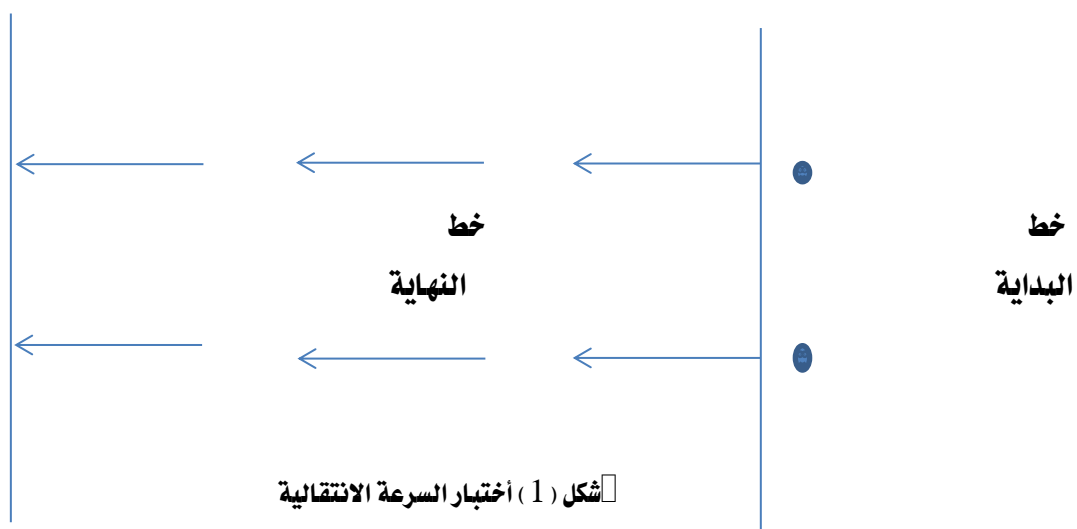 خط
البداية
خط
النهاية
شكل (1) أختبار السرعة الانتقالية